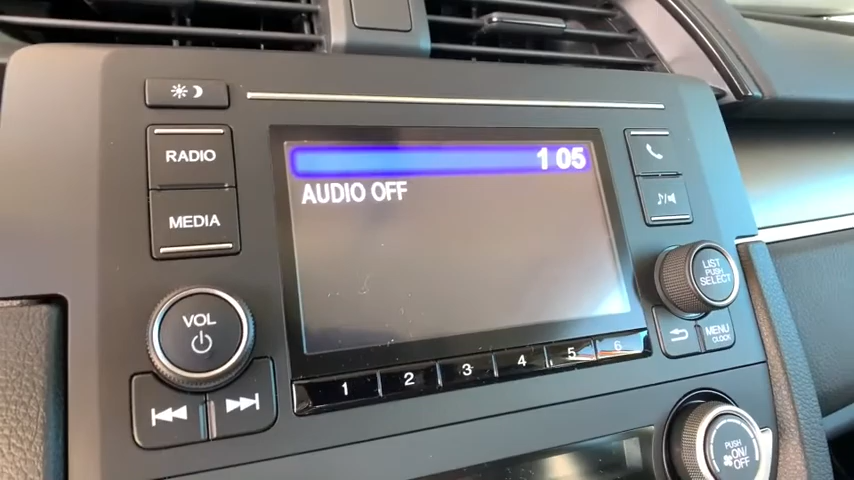 RADIO
MEDIA
VOL
1 05
AUDIO OFF
LIST
PUSH
SELECT
MENU
CLOCK
1 2 3 4 5 6
PUSH
ON/
OFF